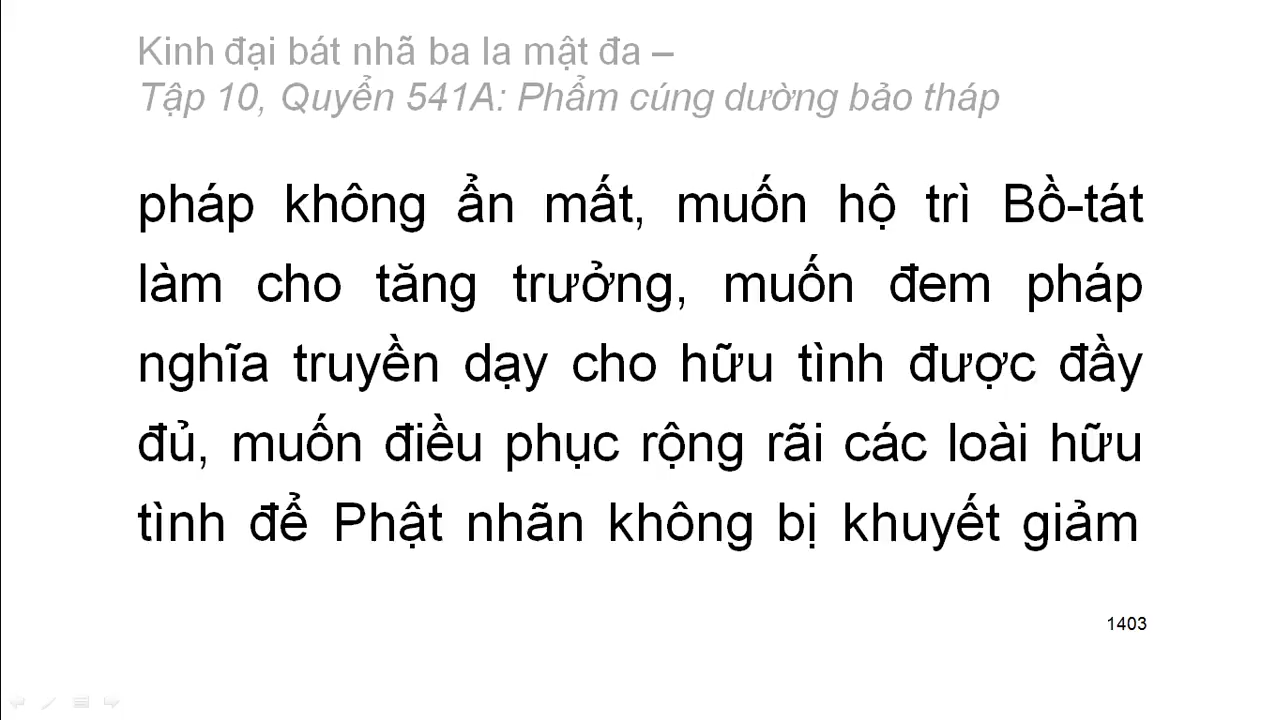 Kinh đại bát nhã ba la mật đa –
Tập 10, Quyển 541A: Phẩm cúng dường bảo tháp
pháp không ẩn mất, muốn hộ trì Bồ-tát
làm cho tăng trưởng, muốn đem pháp
nghĩa truyền dạy cho hữu tình được đầy
đủ, muốn điều phục rộng rãi các loài hữu
tình để Phật nhãn không bị khuyết giảm
1403